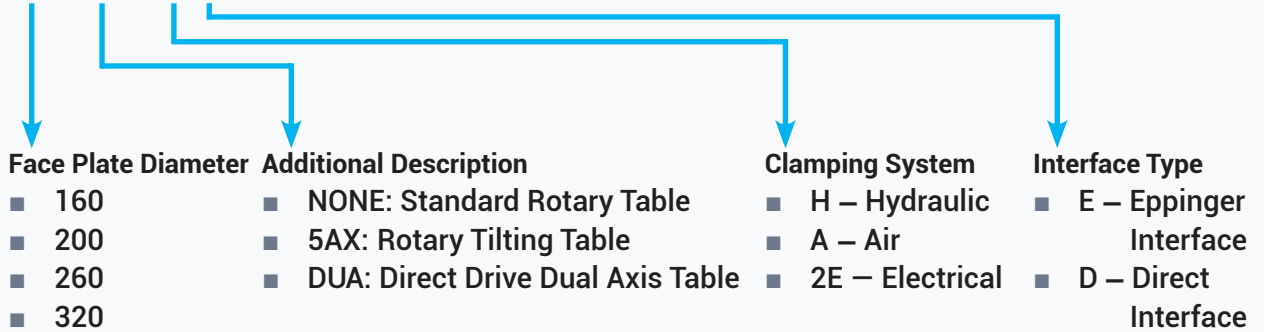 Face Plate Diameter
■ 160
■ 200
■ 260
■ 320
Additional Description
■ NONE: Standard Rotary Table
■ 5AX: Rotary Tilting Table
■ DUA: Direct Drive Dual Axis Table
Clamping System
■ H – Hydraulic
■ A – Air
■ 2E — Electrical
Interface Type
■ E – Eppinger
Interface
■ D – Direct
Interface